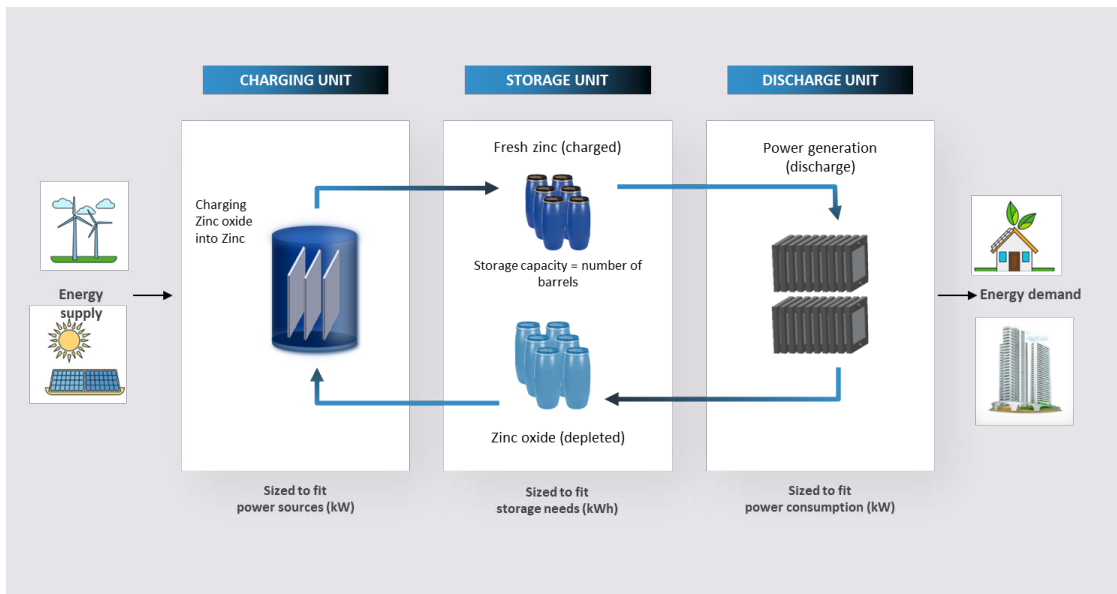 CHARGING UNIT
STORAGE UNIT
DISCHARGE UNIT
Energy
supply
Charging
Zinc oxide
into Zinc
Fresh zinc (charged)
Storage capacity = number of
barrels
Zinc oxide (depleted)
Power generation
(discharge)
Energy demand
Sized to fit
power sources (kW)
Sized to fit
storage needs (kWh)
Sized to fit
power consumption (kW)